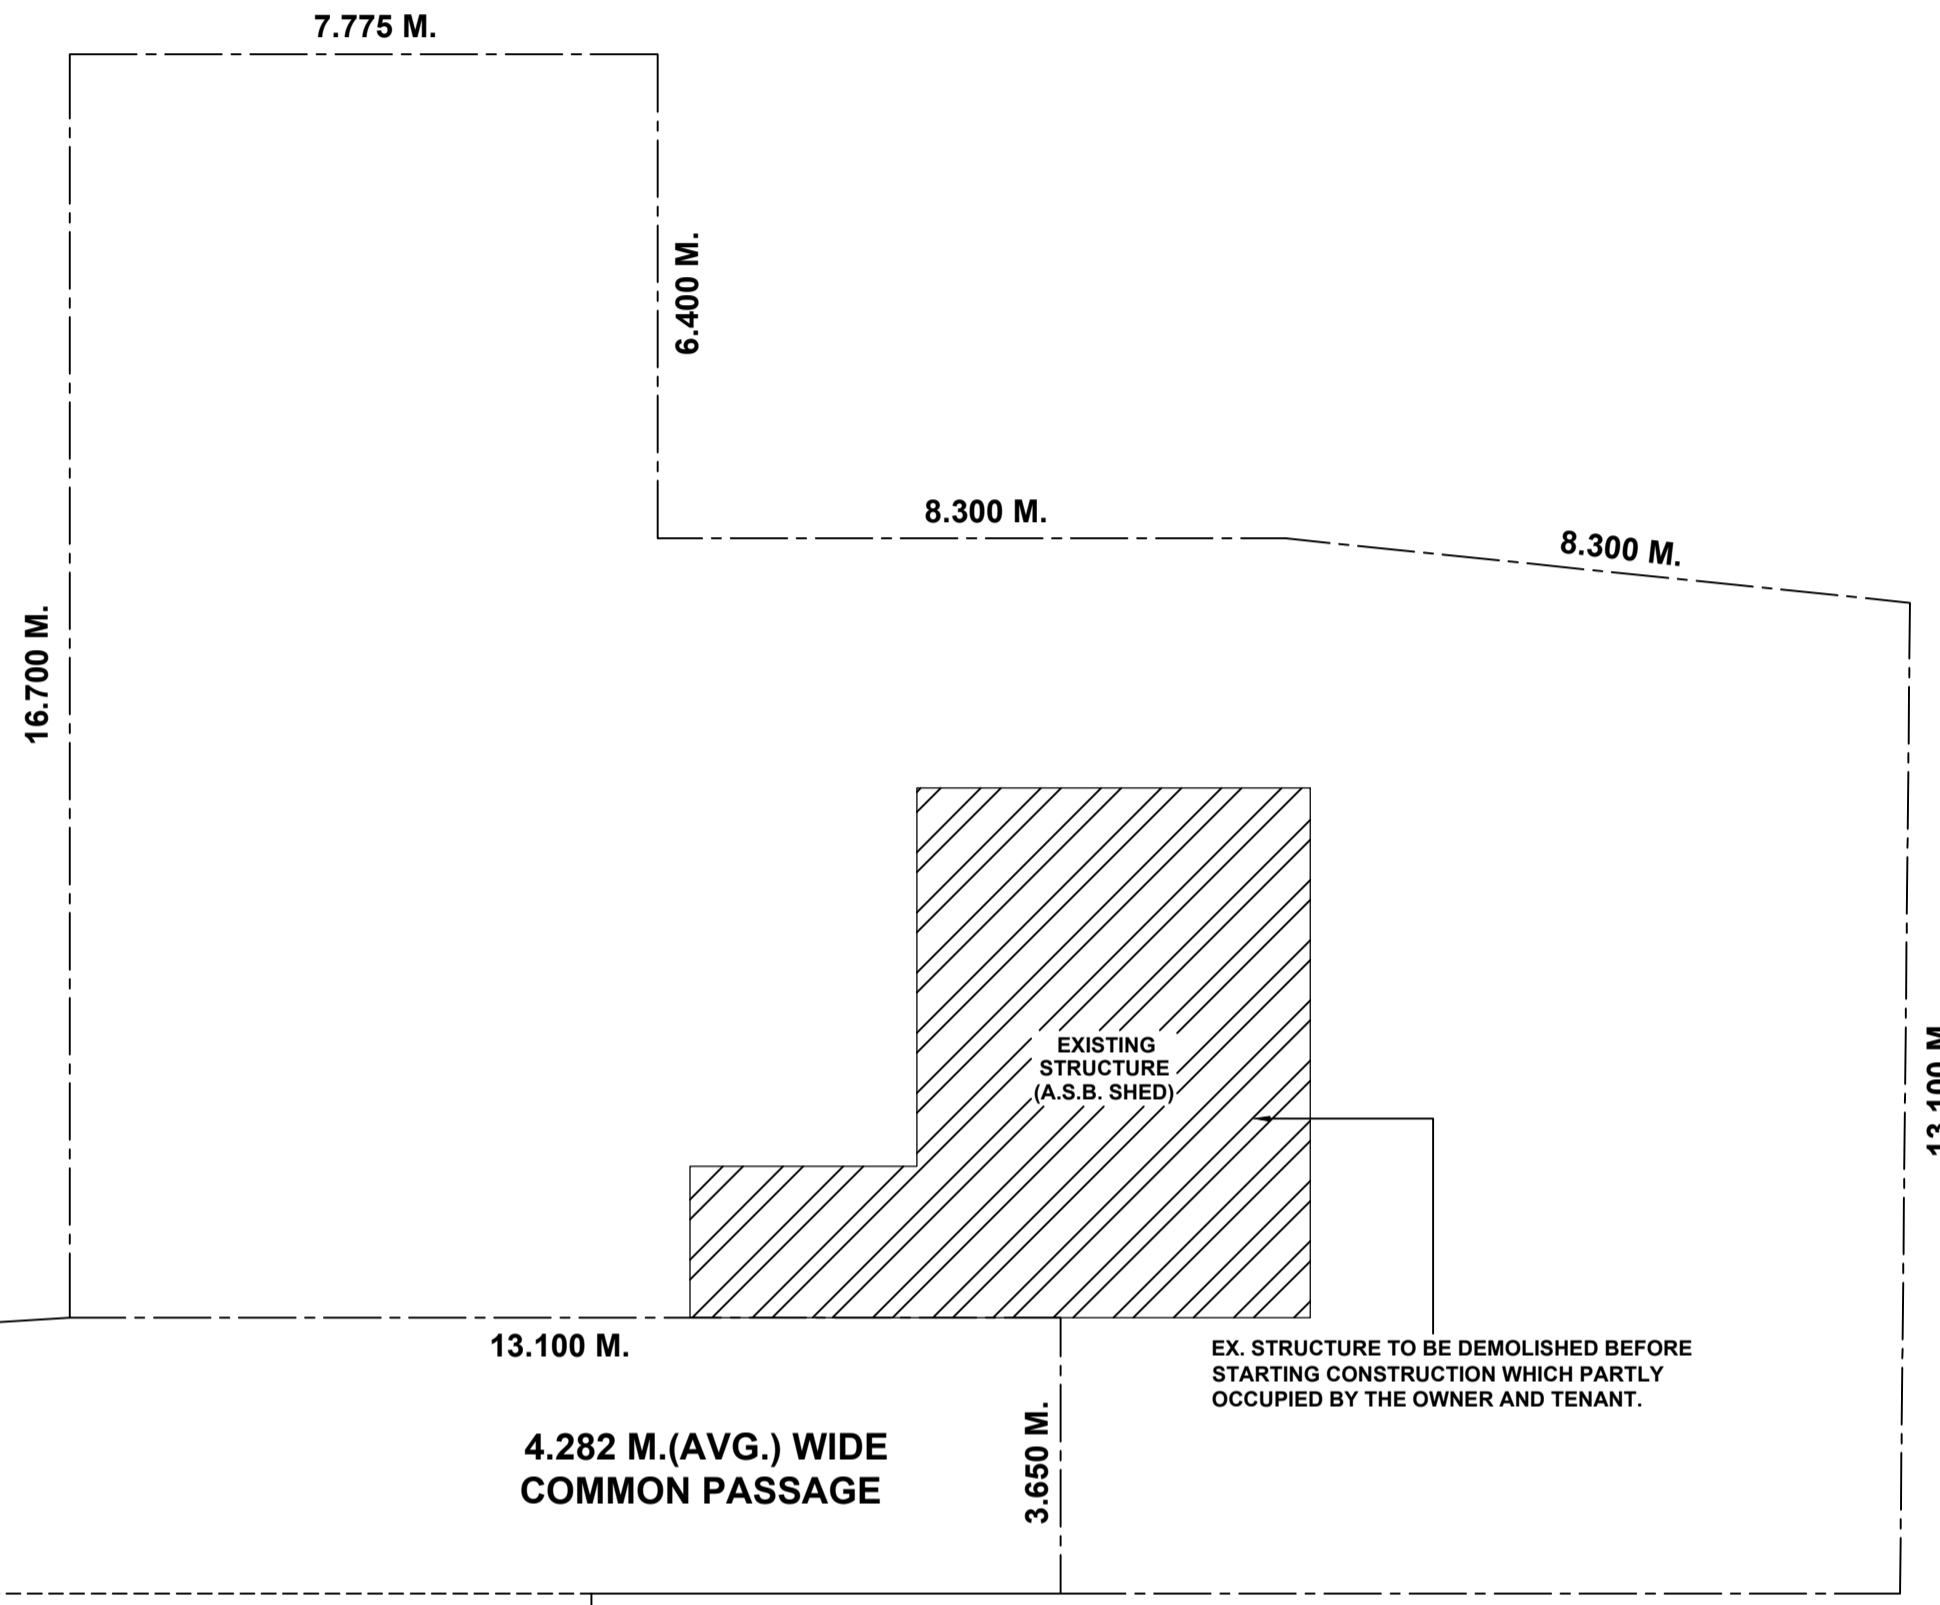 7.775 M.
6.400 M.
8.300 M.
8.300 M.
16.700 M.
EXISTING
STRUCTURE
(A.S.B. SHED)
13.100 M
13.100 M.
EX. STRUCTURE TO BE DEMOLISHED BEFORE
STARTING CONSTRUCTION WHICH PARTLY
OCCUPIED BY THE OWNER AND TENANT.
3.650 M.
4.282 M.(AVG.) WIDE
COMMON PASSAGE